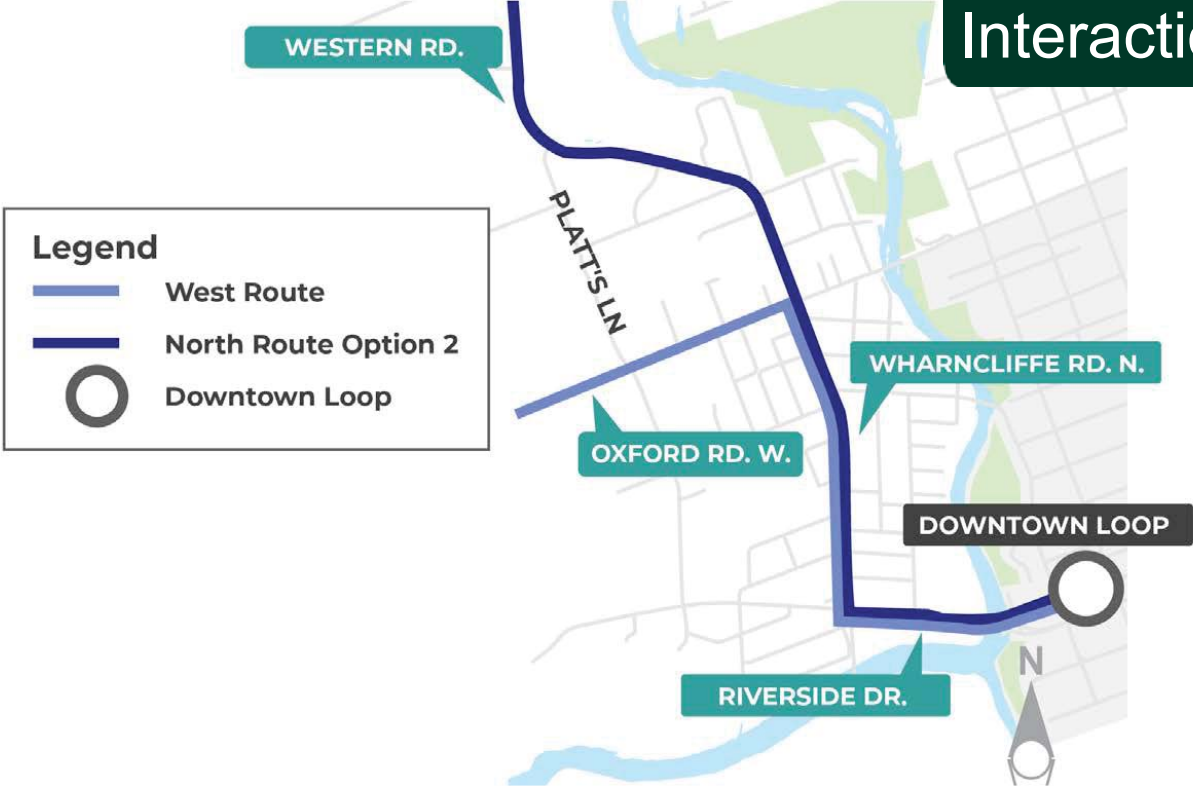 Interactio
WESTERN RD.
PLATT'S LN
Legend
West Route
North Route Option 2
Downtown Loop
WHARNCLIFFE RD. N.
OXFORD RD. W.
DOWNTOWN LOOP
RIVERSIDE DR.
N